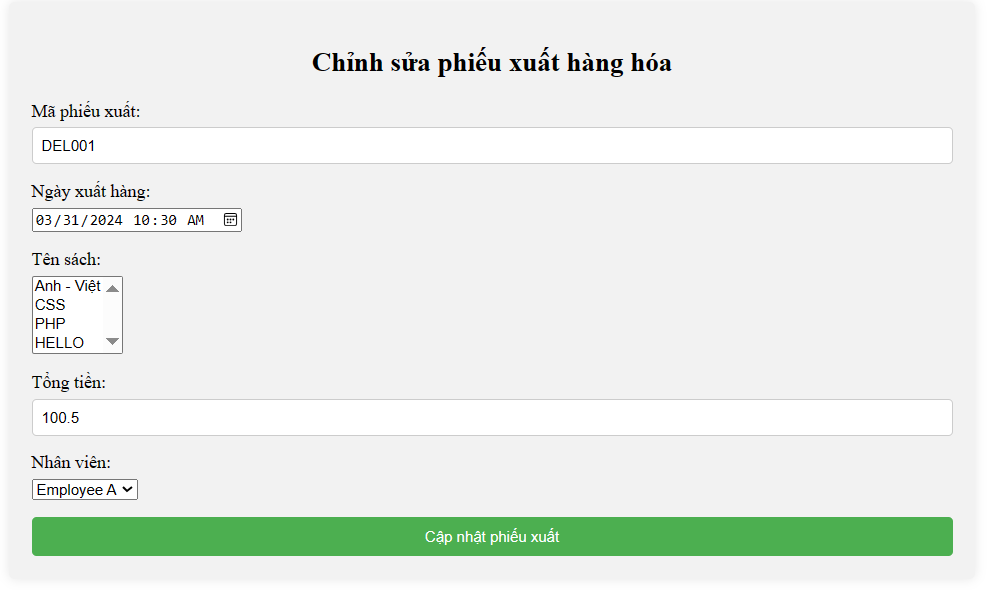 Chỉnh sửa phiếu xuất hàng hóa
Mã phiếu xuất:
DEL001
Ngày xuất hàng:
03/31/2024 10:30 AM
Tên sách:
Anh - Việt
CSS
PHP
HELLO
Tổng tiền:
100.5
Nhân viên:
Employee A
Cập nhật phiếu xuất